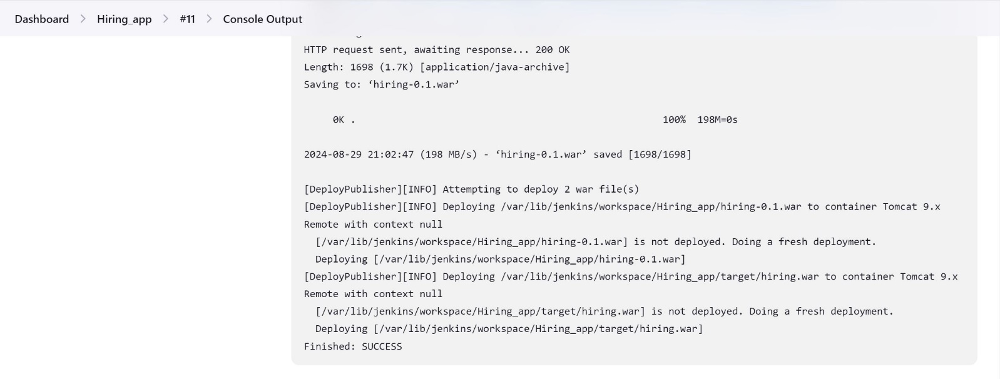 Dashboard > Hiring_app > #11 > Console Output
HTTP request sent, awaiting response... 200 OK
Length: 1698 (1.7K) [application/java-archive]
Saving to: ‘hiring-0.1.war’
0K . 100% 198M=0s
2024-08-29 21:02:47 (198 MB/s) - ‘hiring-0.1.war’ saved [1698/1698]
[DeployPublisher][INFO] Attempting to deploy 2 war file(s)
[DeployPublisher][INFO] Deploying /var/lib/jenkins/workspace/Hiring_app/hiring-0.1.war to container Tomcat 9.x
Remote with context null
[/var/lib/jenkins/workspace/Hiring_app/hiring-0.1.war] is not deployed. Doing a fresh deployment.
Deploying [/var/lib/jenkins/workspace/Hiring_app/hiring-0.1.war]
[DeployPublisher][INFO] Deploying /var/lib/jenkins/workspace/Hiring_app/target/hiring.war to container Tomcat 9.x
Remote with context null
[/var/lib/jenkins/workspace/Hiring_app/target/hiring.war] is not deployed. Doing a fresh deployment.
Deploying [/var/lib/jenkins/workspace/Hiring_app/target/hiring.war]
Finished: SUCCESS